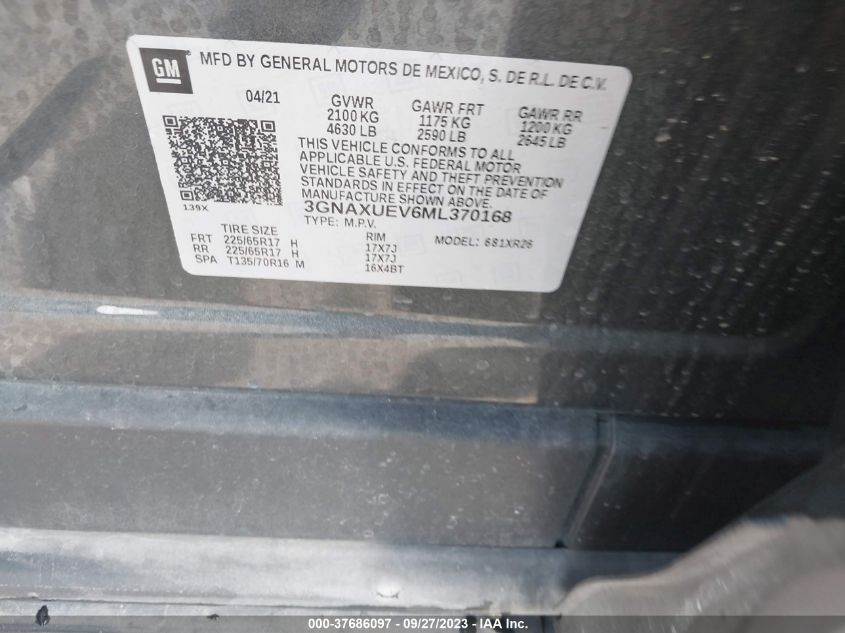 GM
MFD BY GENERAL MOTORS DE MEXICO, S. DE R.L. DE C.V.
04/21 GVWR GAWR FRT GAWR RR
2100 KG 1175 KG 1200 KG
4630 LB 2590 LB 2645 LB
THIS VEHICLE CONFORMS TO ALL
APPLICABLE U.S. FEDERAL MOTOR
VEHICLE SAFETY AND THEFT PREVENTION
STANDARDS IN EFFECT ON THE DATE OF
MANUFACTURE SHOWN ABOVE.
139X
3GNAXUEV6ML370168
TYPE: M.P.V.
TIRE SIZE RIM MODEL: 681XR26
FRT 225/65R17 H 17X7J
RR 225/65R17 H 17X7J
SPA T135/70R16 M 16X4BT
000-37686097 - 09/27/2023 - IAA Inc.